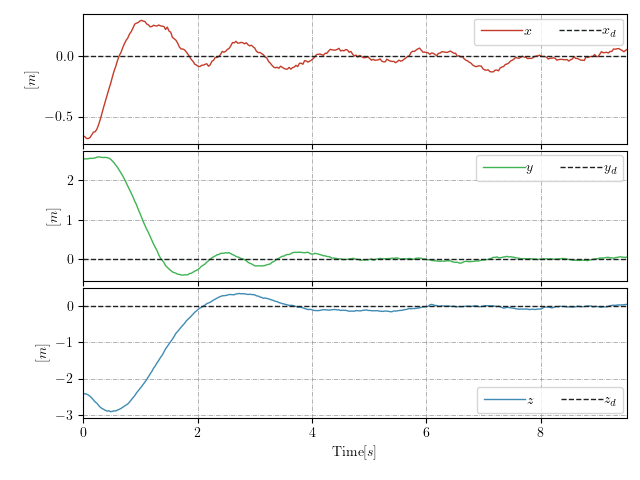 x x_d
0.0
−0.5
[m]
y y_d
2
1
0
[m]
0
−1
−2
−3
[m]
z z_d
0 2 4 6 8
Time[s]